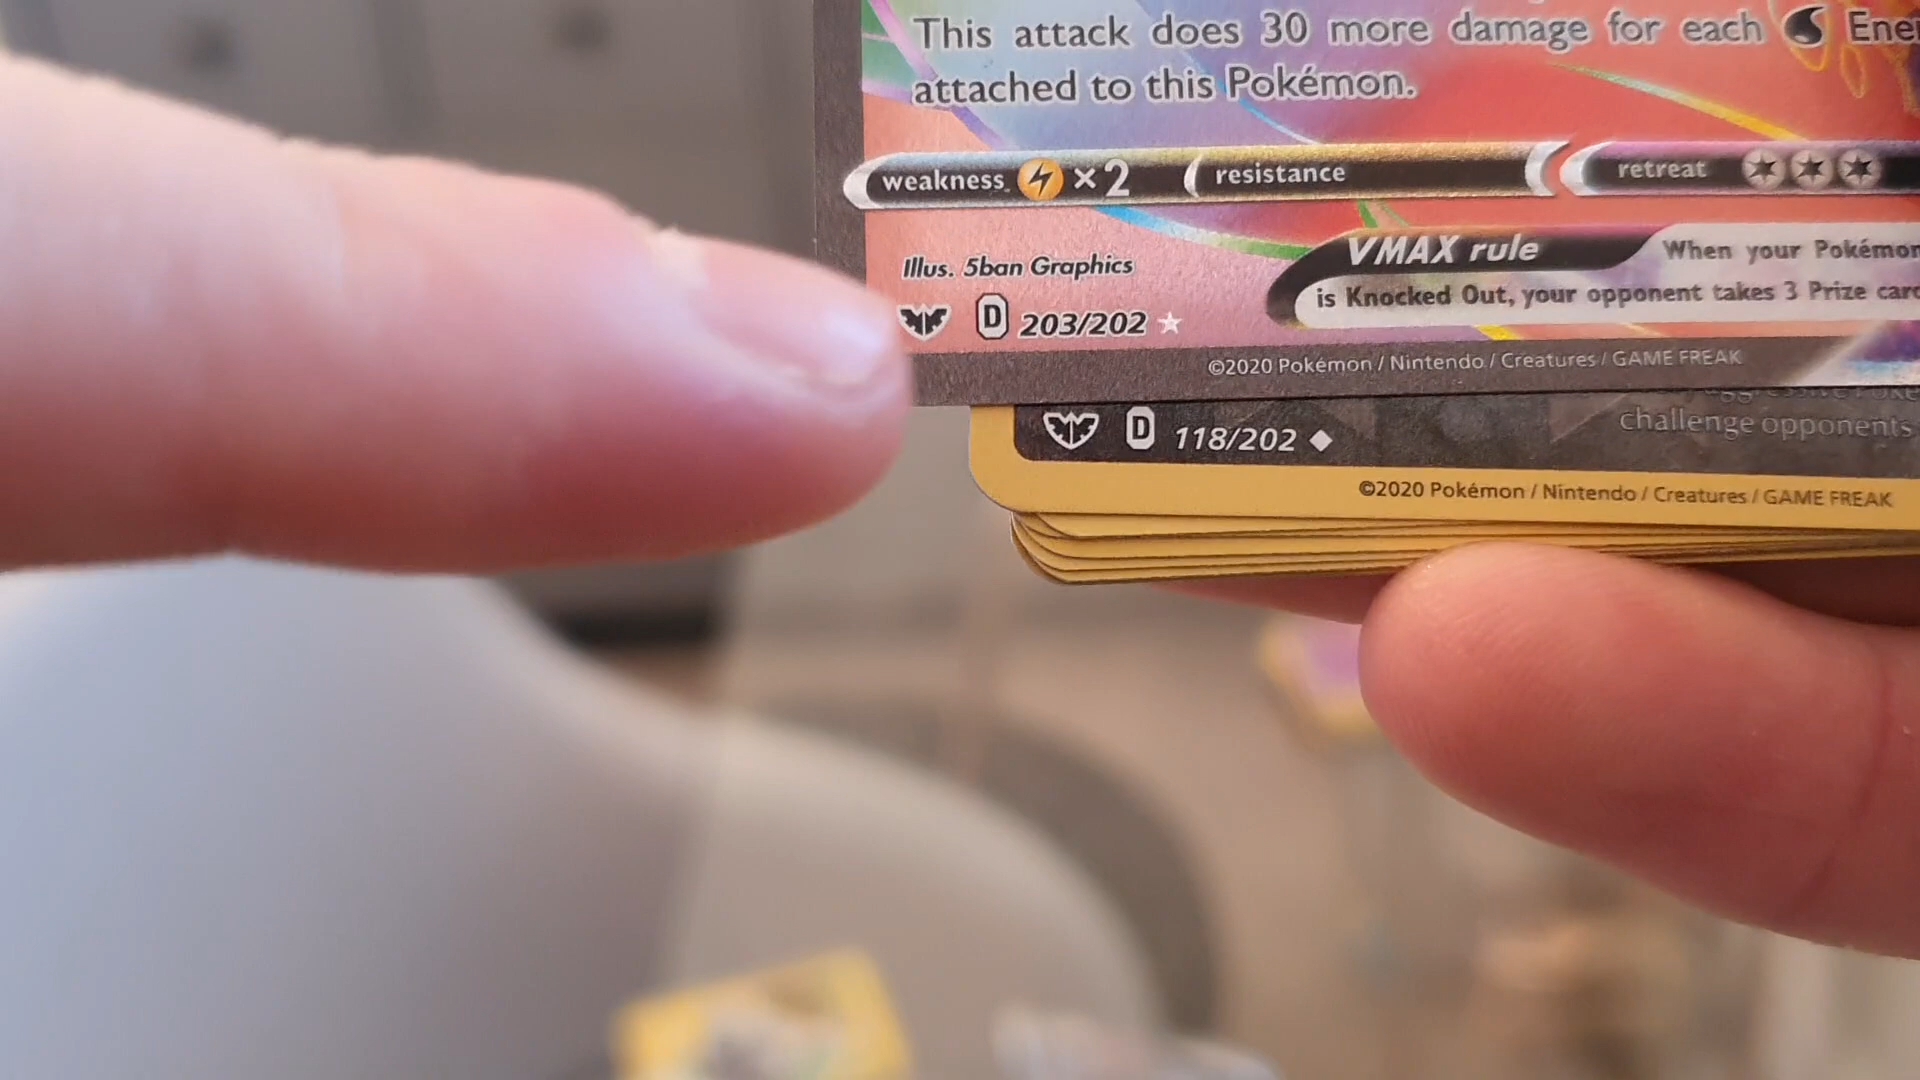 This attack does 30 more damage for each Ener
attached to this Pokémon.
weakness ×2 resistance retreat
Illus. 5ban Graphics
VMAX rule When your Pokémon
is Knocked Out, your opponent takes 3 Prize card
D 203/202
©2020 Pokémon / Nintendo / Creatures / GAME FREAK
challenge opponents
D 118/202
©2020 Pokémon / Nintendo / Creatures / GAME FREAK